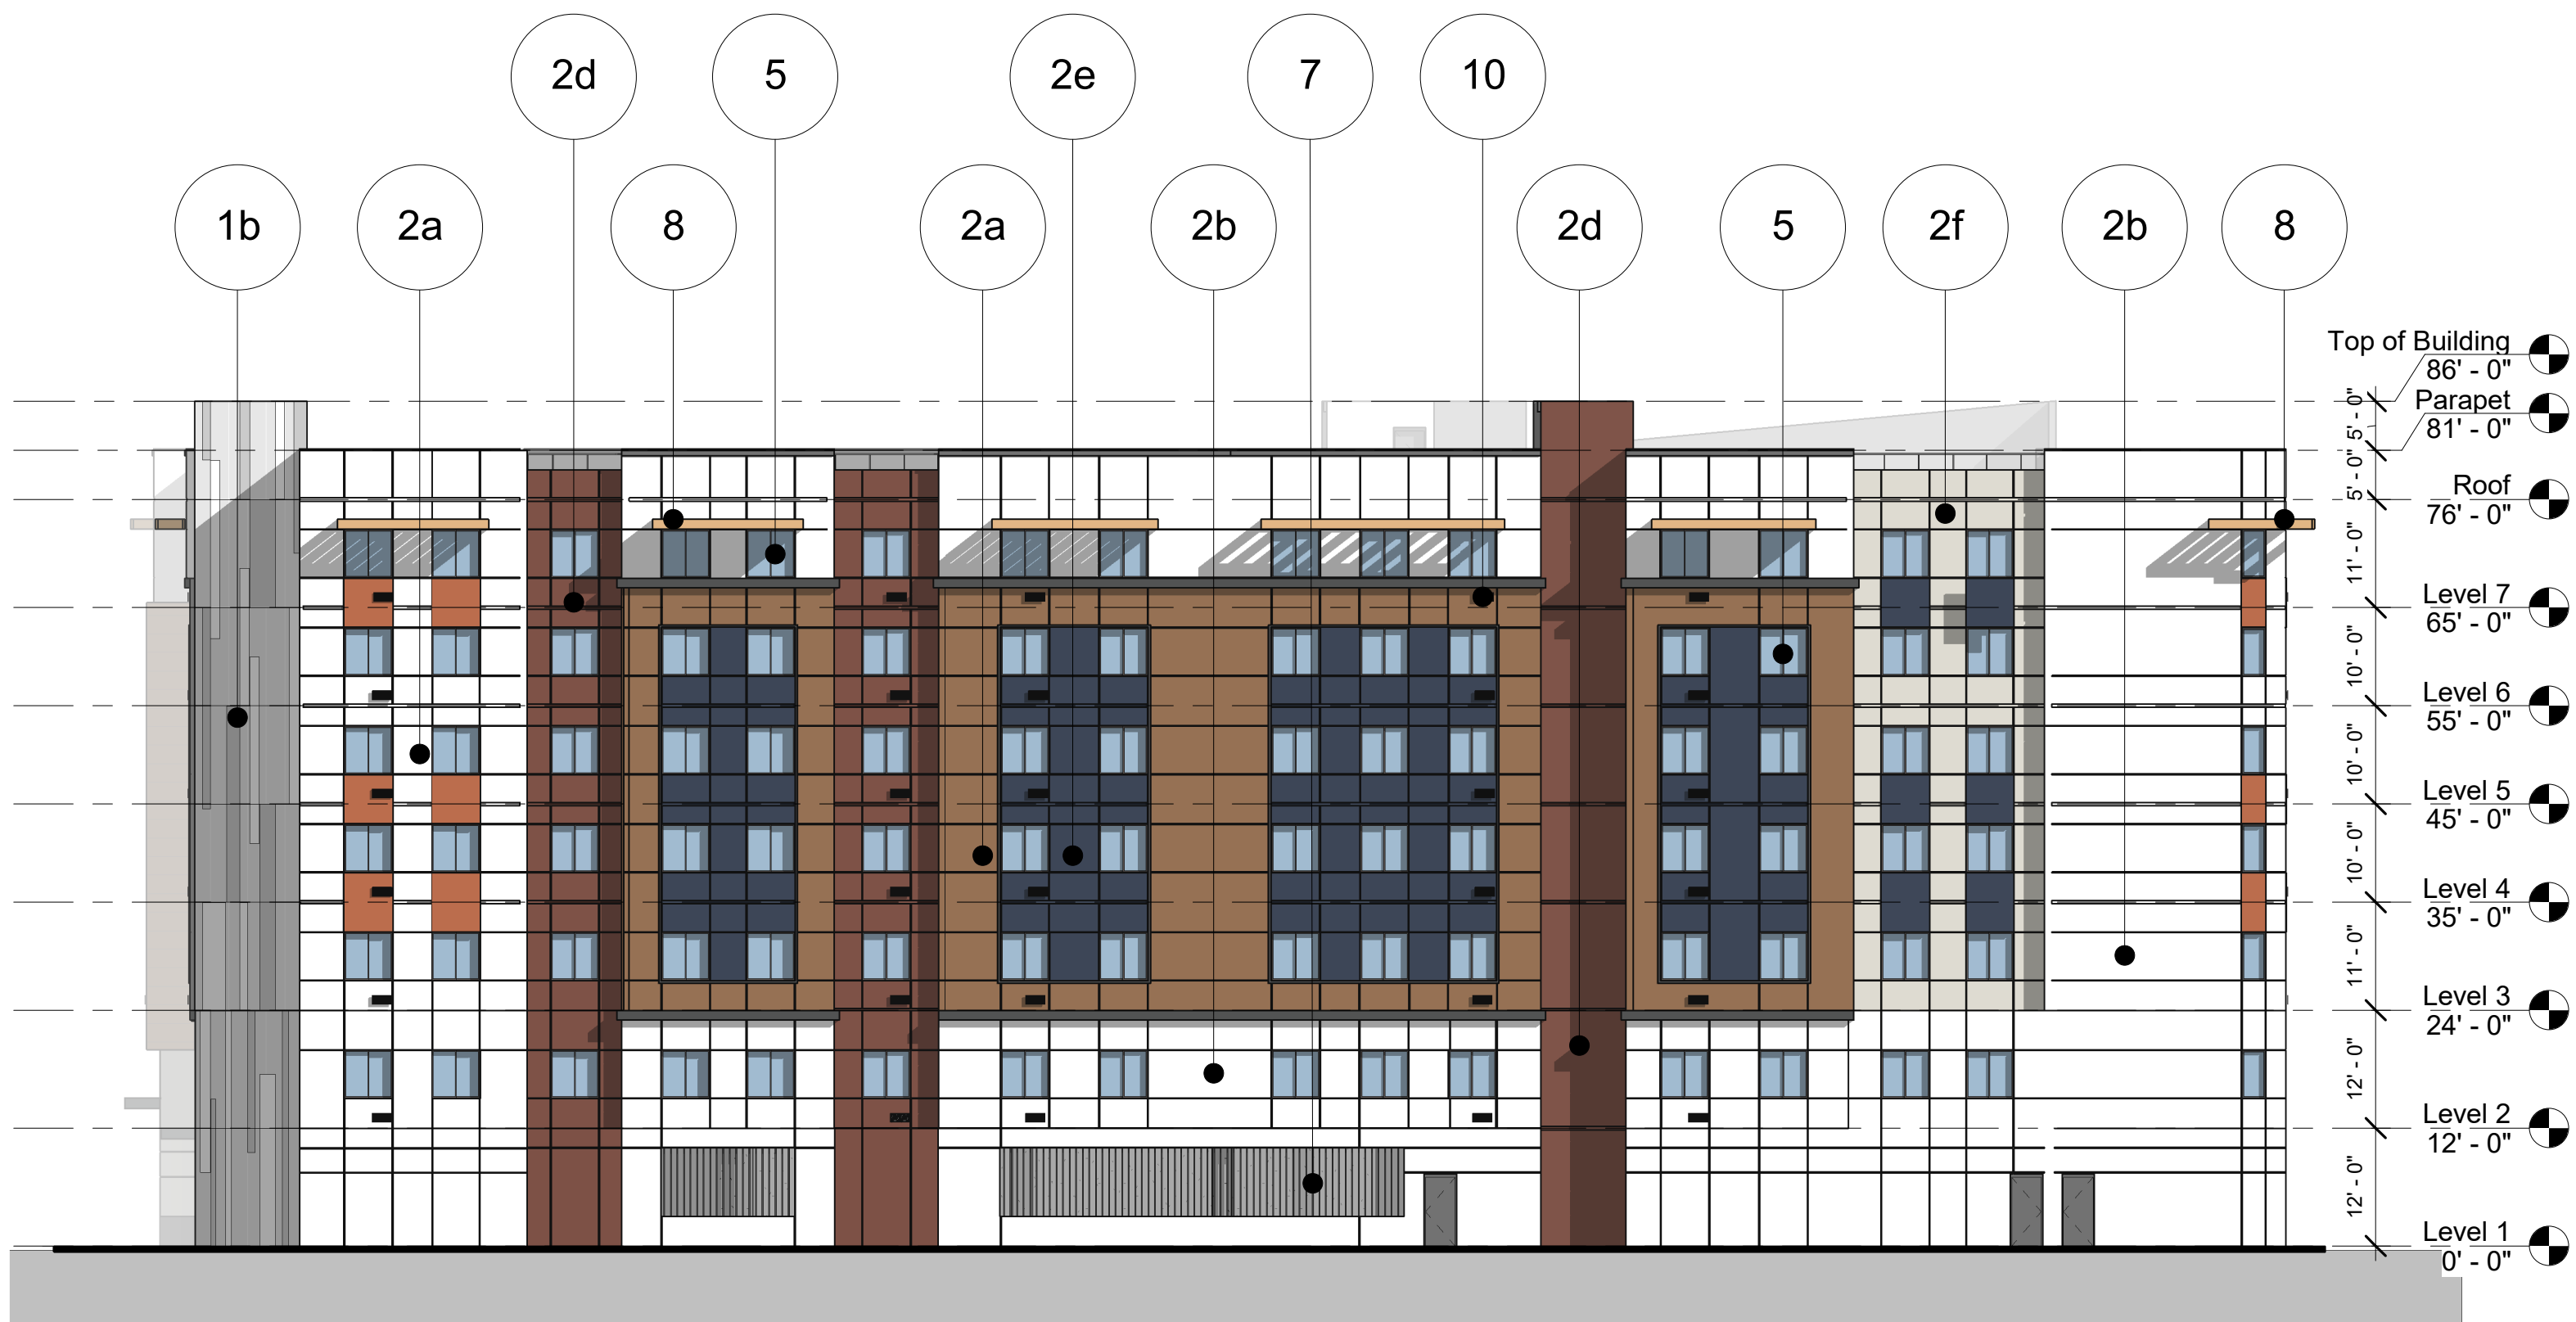 2d
5
2e
7
10
1b
2a
8
2a
2b
2d
5
2f
2b
8
Top of Building
86' - 0"
5' - 0"
Parapet
81' - 0"
5' - 0"
Roof
76' - 0"
11' - 0"
Level 7
65' - 0"
10' - 0"
Level 6
55' - 0"
10' - 0"
Level 5
45' - 0"
10' - 0"
Level 4
35' - 0"
11' - 0"
Level 3
24' - 0"
12' - 0"
Level 2
12' - 0"
12' - 0"
Level 1
0' - 0"